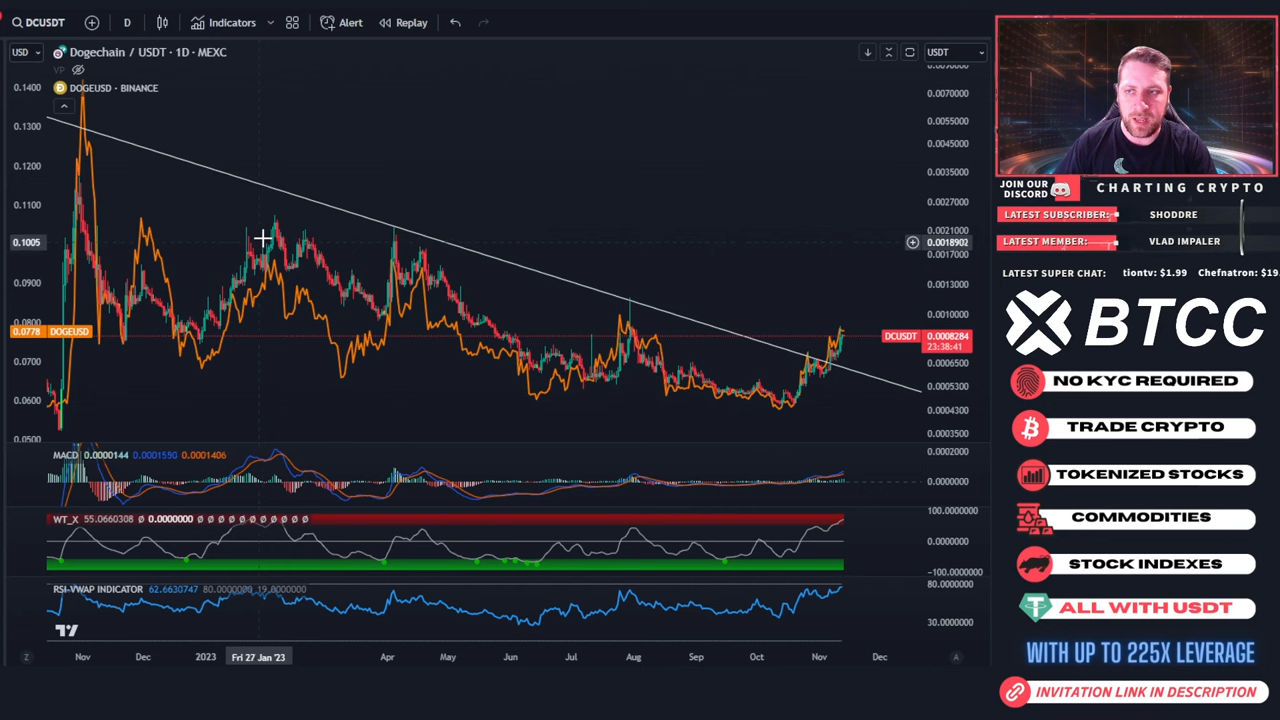 DCUSDT
D
Indicators
Alert
Replay
USD
Dogechain / USDT · 1D · MEXC
USDT
VP
DOGEUSD · BINANCE
0.1400
0.1300
0.1200
0.1100
0.1005
0.0900
0.0800
0.0778 DOGEUSD
0.0700
0.0600
0.0500
0.0070000
0.0055000
0.0045000
0.0035000
0.0027000
0.0021000
0.0018902
0.0017000
0.0013000
0.0010000
DCUSDT 0.0008284
23:38:41
0.0006500
0.0005300
0.0004300
0.0003500
MACD 0.0000144 0.0001590 0.0001406
0.0002000
0.0000000
WT_X 55.0660308 Ø 0.0000000 Ø Ø Ø Ø Ø Ø Ø Ø Ø Ø
100.0000000
0.0000000
−100.0000000
RSI-VWAP INDICATOR 62.6630747 80.0000000 19.0000000
80.0000000
30.0000000
Z
Nov Dec 2023 Fri 27 Jan '23 Apr May Jun Jul Aug Sep Oct Nov Dec
A
JOIN OUR
DISCORD
CHARTING CRYPTO
LATEST SUBSCRIBER: SHODDRE
LATEST MEMBER: VLAD IMPALER
LATEST SUPER CHAT: tiontv: $1.99 Chefnatron: $19
BTCC
NO KYC REQUIRED
TRADE CRYPTO
TOKENIZED STOCKS
COMMODITIES
STOCK INDEXES
ALL WITH USDT
WITH UP TO 225X LEVERAGE
INVITATION LINK IN DESCRIPTION